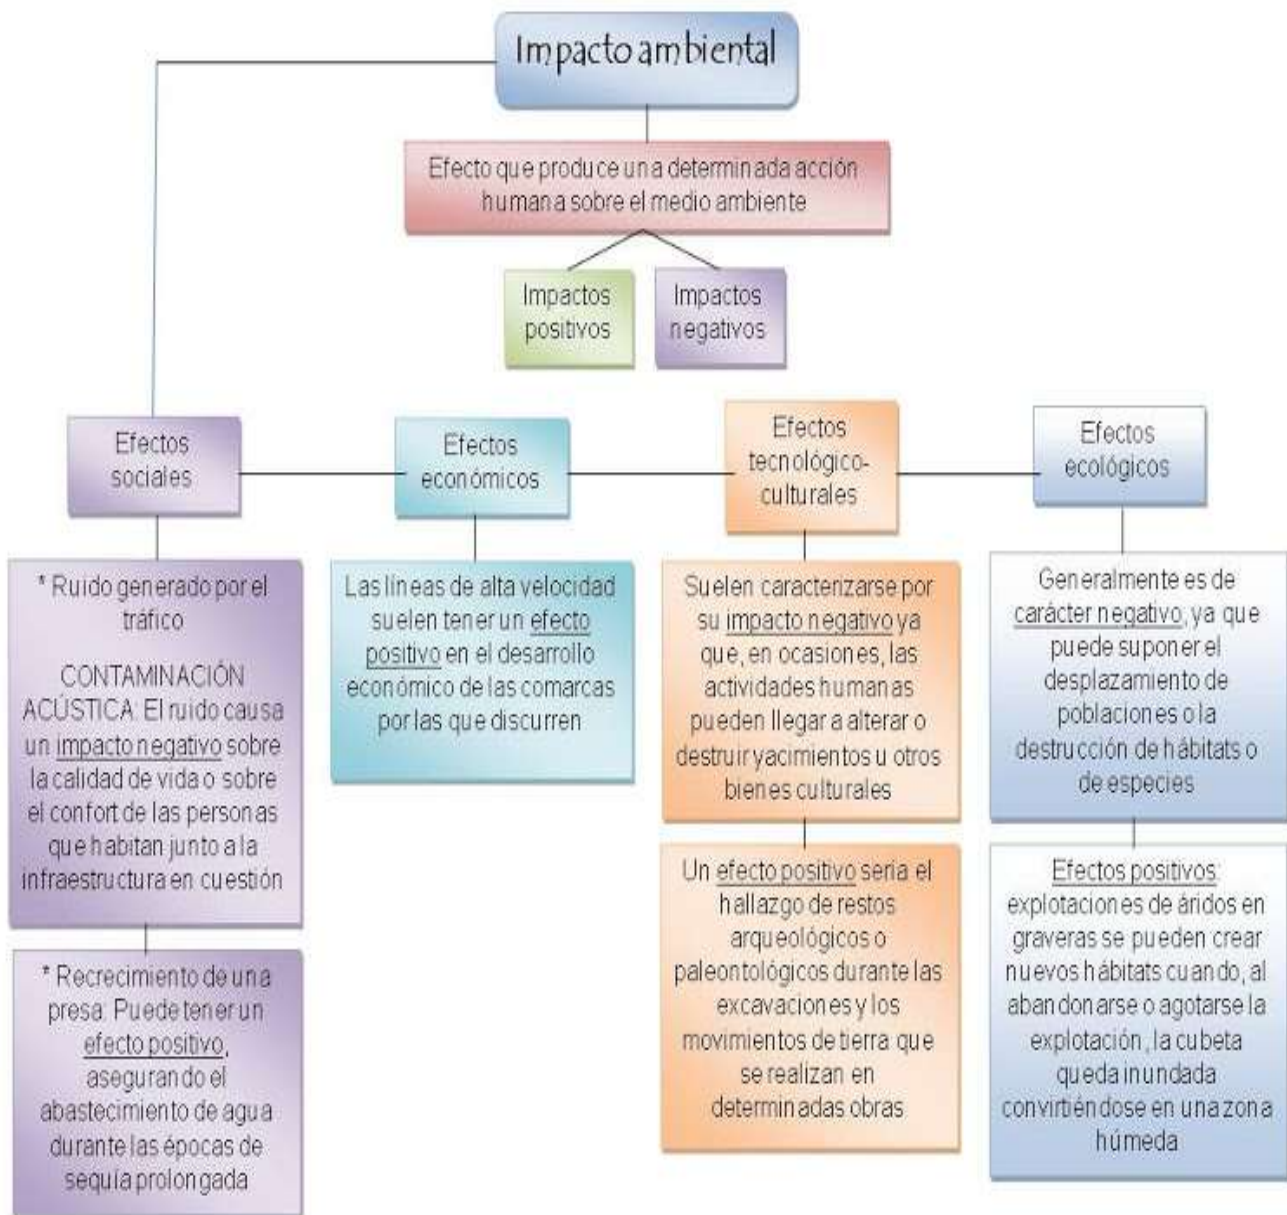 Impacto ambiental
Efecto que produce una determinada acción
humana sobre el medio ambiente
Impactos
positivos
Impactos
negativos
Efectos
sociales
Efectos
económicos
Efectos
tecnológico-
culturales
Efectos
ecológicos
* Ruido generado por el
tráfico
CONTAMINACIÓN
ACÚSTICA: El ruido causa
un impacto negativo sobre
la calidad de vida o sobre
el confort de las personas
que habitan junto a la
infraestructura en cuestión
* Recrecimiento de una
presa: Puede tener un
efecto positivo,
asegurando el
abastecimiento de agua
durante las épocas de
sequía prolongada
Las líneas de alta velocidad
suelen tener un efecto
positivo en el desarrollo
económico de las comarcas
por las que discurren
Suelen caracterizarse por
su impacto negativo ya
que, en ocasiones, las
actividades humanas
pueden llegar a alterar o
destruir yacimientos u otros
bienes culturales
Un efecto positivo seria el
hallazgo de restos
arqueológicos o
paleontológicos durante las
excavaciones y los
movimientos de tierra que
se realizan en
determinadas obras
Generalmente es de
carácter negativo, ya que
puede suponer el
desplazamiento de
poblaciones o la
destrucción de hábitats o
de especies
Efectos positivos:
explotaciones de áridos en
graveras se pueden crear
nuevos hábitats cuando, al
abandonarse o agotarse la
explotación, la cubeta
queda inundada
convirtiéndose en una zona
húmeda